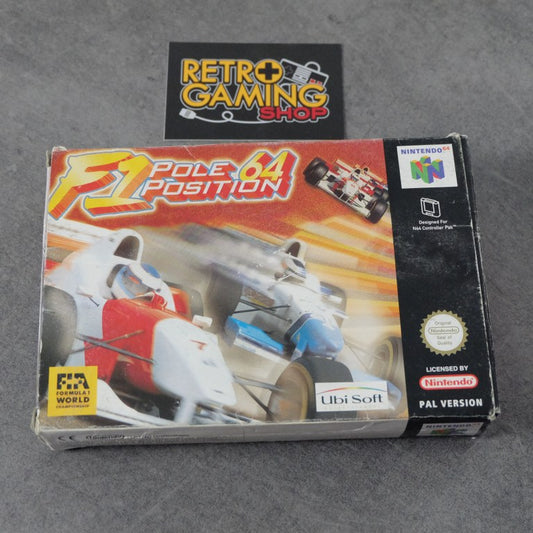 RETRO
GAMING
SHOP
F1 POLE
POSITION 64
NINTENDO 64
Designed For
N64 Controller Pak
Original
Nintendo
Seal of
Quality
LICENSED BY
Nintendo
PAL VERSION
FIA
FORMULA 1
WORLD
CHAMPIONSHIP
Ubi Soft
NINTENDO